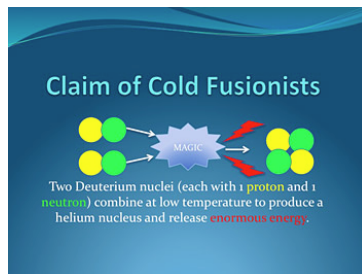 Claim of Cold Fusionists
MAGIC
Two Deuterium nuclei (each with 1 proton and 1
neutron) combine at low temperature to produce a
helium nucleus and release enormous energy.